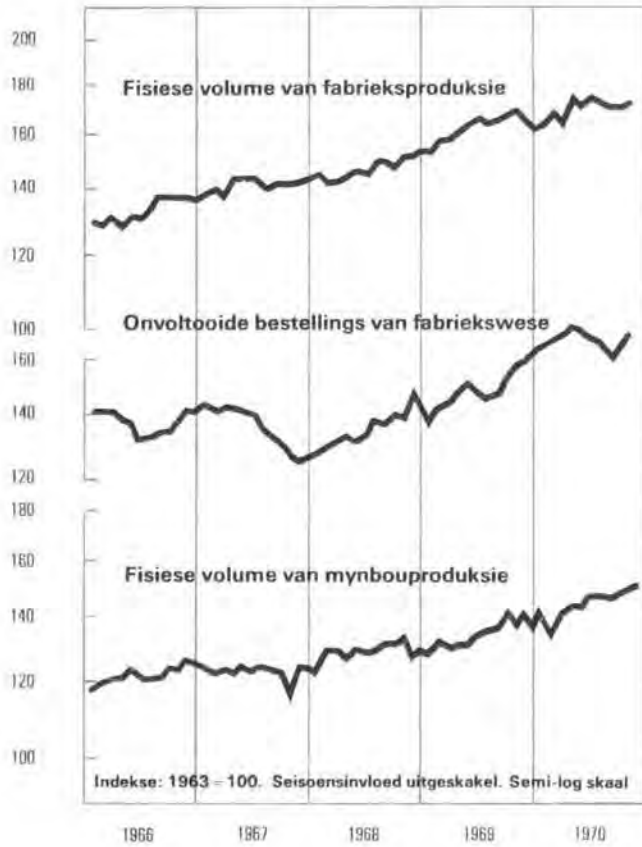 200
180
Fisiese volume van fabrieksproduksie
160
140
120
100
Onvoltooide bestellings van fabriekswese
160
140
120
180
160
Fisiese volume van mynbouproduksie
140
120
100
Indekse: 1963 = 100. Seisoensinvloed uitgeskakel. Semi-log skaal
1966 1967 1968 1969 1970